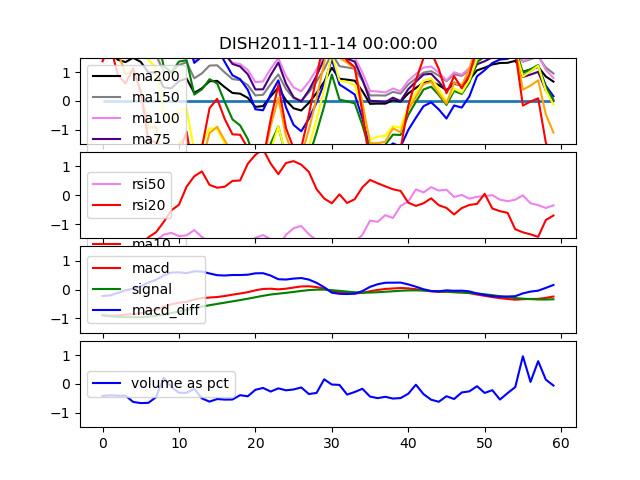 DISH2011-11-14 00:00:00
1
0
−1
ma200
ma150
ma100
ma75
1
0
−1
rsi50
rsi20
ma10
1
0
−1
macd
signal
macd_diff
1
0
−1
volume as pct
0 10 20 30 40 50 60